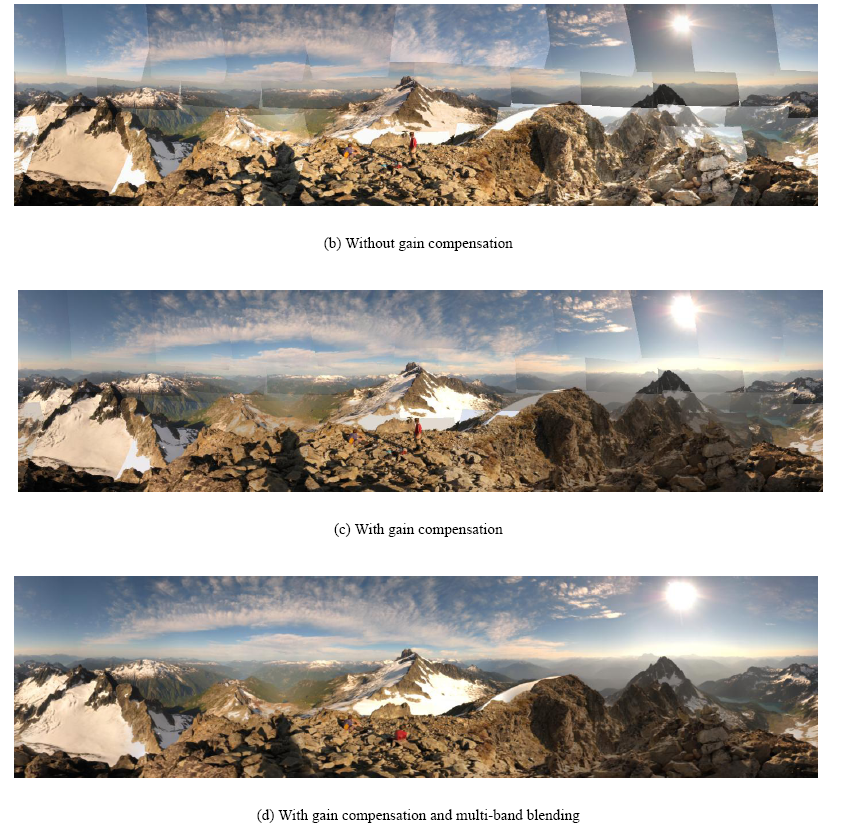 (b) Without gain compensation
(c) With gain compensation
(d) With gain compensation and multi-band blending